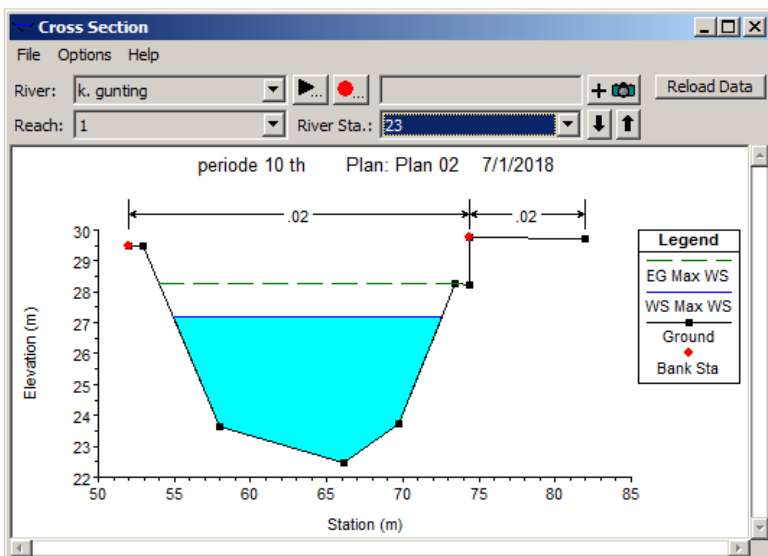 Cross Section
File Options Help
River: k. gunting Reload Data
Reach: 1 River Sta.: 23
periode 10 th Plan: Plan 02 7/1/2018
.02 .02
30
29
28
27
26
25
24
23
22
Elevation (m)
50 55 60 65 70 75 80 85
Station (m)
Legend
EG Max WS
WS Max WS
Ground
Bank Sta